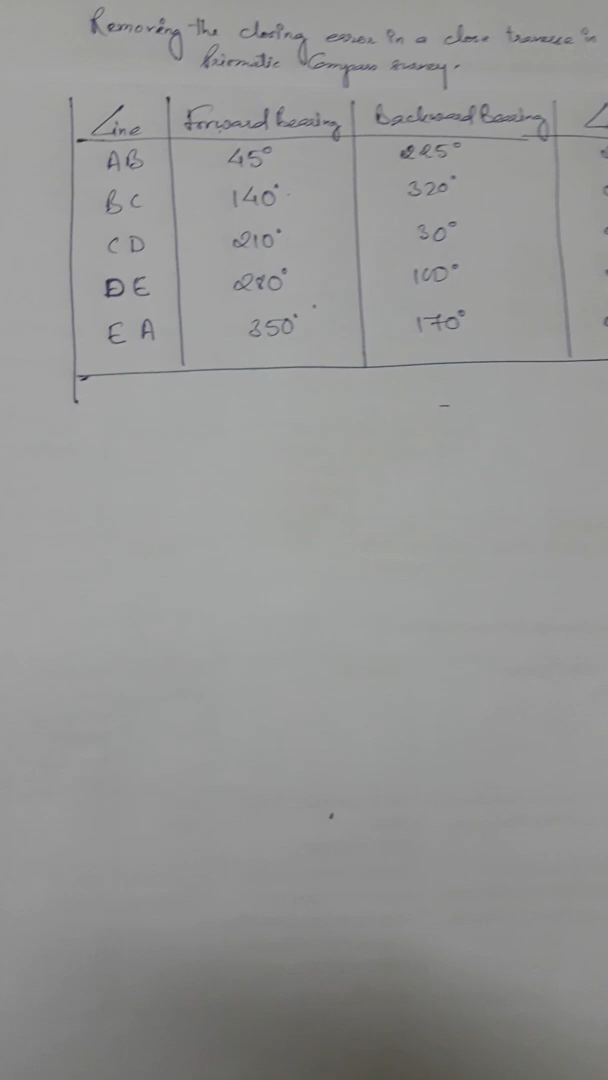 Removing the closing error in a close traverse in
Prismatic Compass survey.
Line Forward bearing Backward Bearing L
AB 45° 225°
BC 140° 320°
CD 210° 30°
DE 280° 100°
EA 350° 170°